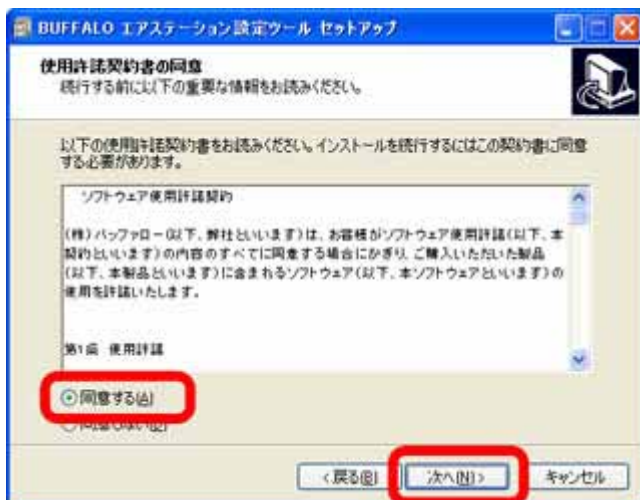 BUFFALO エアステーション設定ツール セットアップ
使用許諾契約書の同意
続行する前に以下の重要な情報をお読みください。
以下の使用許諾契約書をお読みください。インストールを続行するにはこの契約書に同意
する必要があります。
ソフトウェア使用許諾契約
(株)バッファロー(以下、弊社といいます)は、お客様がソフトウェア使用許諾(以下、本
契約といいます)の内容のすべてに同意する場合にかぎり、ご購入いただいた製品
(以下、本製品といいます)に含まれるソフトウェア(以下、本ソフトウェアといいます)の
使用を許諾いたします。
第1条 使用許諾
同意する(A)
同意しない(D)
< 戻る(B)
次へ(N) >
キャンセル